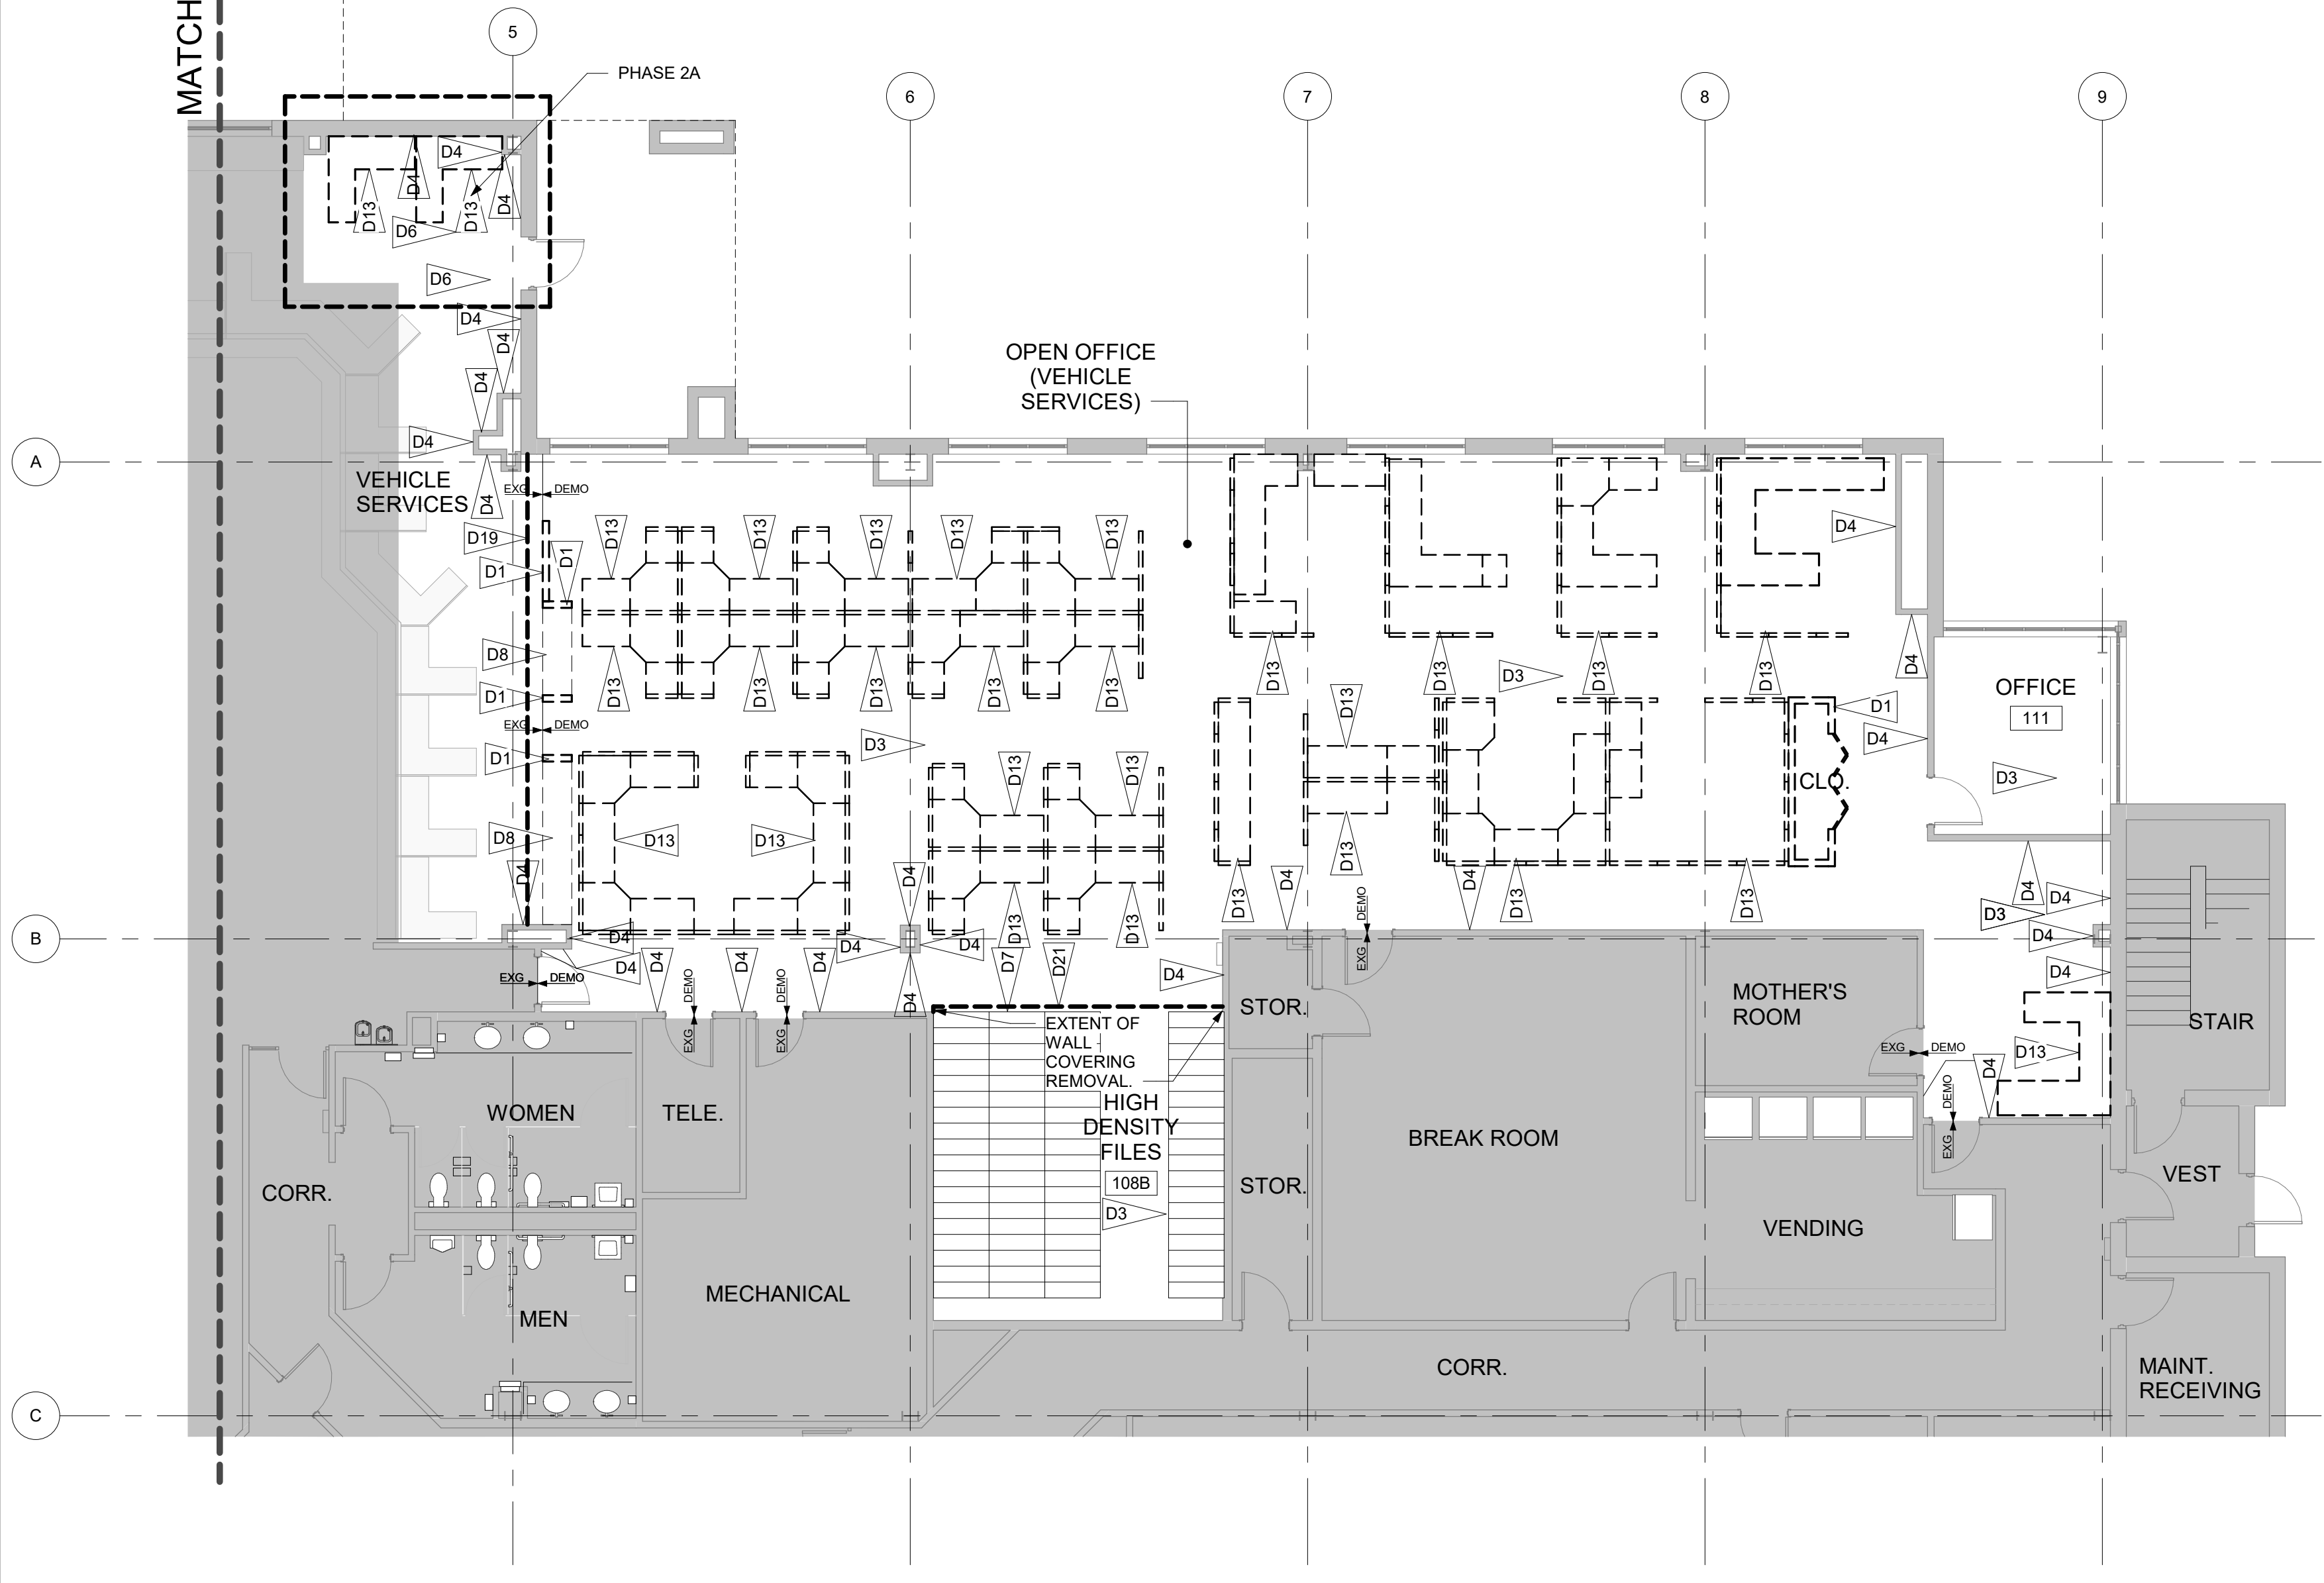 MATCH
5
PHASE 2A
6
7
8
9
D4
D4
D13
D13
D4
D6
D6
D4
D4
D4
OPEN OFFICE
(VEHICLE
SERVICES)
D4
A
VEHICLE
SERVICES
D4
EXG
DEMO
D19
D1
D1
D13
D13
D13
D13
D13
D4
D8
D1
D13
D13
D13
D13
D13
D13
D13
D3
D13
D13
D4
OFFICE
111
D1
EXG
DEMO
D1
D3
D13
D4
D3
CLO.
D13
D13
D8
D13
D13
D13
D4
D4
D13
D13
D13
D4
D4
D13
D13
D4
D4
D3
D4
DEMO
EXG
B
D4
D4
D4
D4
D4
EXG
DEMO
D4
D4
D4
D7
D21
D4
D4
DEMO
EXG
DEMO
EXG
D4
STOR.
MOTHER'S
ROOM
STAIR
EXTENT OF
WALL
COVERING
REMOVAL.
EXG
DEMO
D13
D4
DEMO
EXG
HIGH
DENSITY
FILES
108B
D3
WOMEN
TELE.
BREAK ROOM
VEST
CORR.
STOR.
VENDING
MECHANICAL
MEN
CORR.
MAINT.
RECEIVING
C